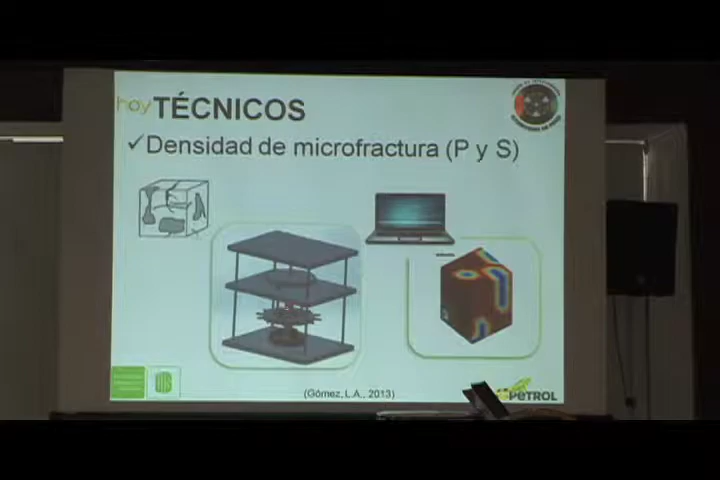 hoy TÉCNICOS
✓Densidad de microfractura (P y S)
(Gómez, L.A., 2013)
PETROL